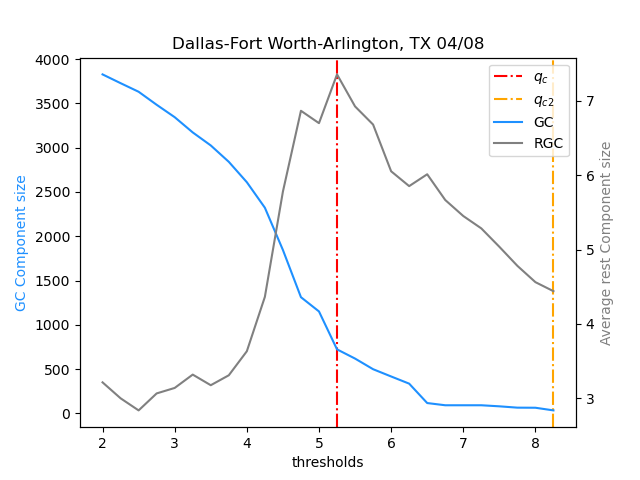 Dallas-Fort Worth-Arlington, TX 04/08
4000
3500
3000
2500
2000
1500
1000
500
0
GC Component size
2 3 4 5 6 7 8
thresholds
7
6
5
4
3
Average rest Component size
q_c
q_c2
GC
RGC